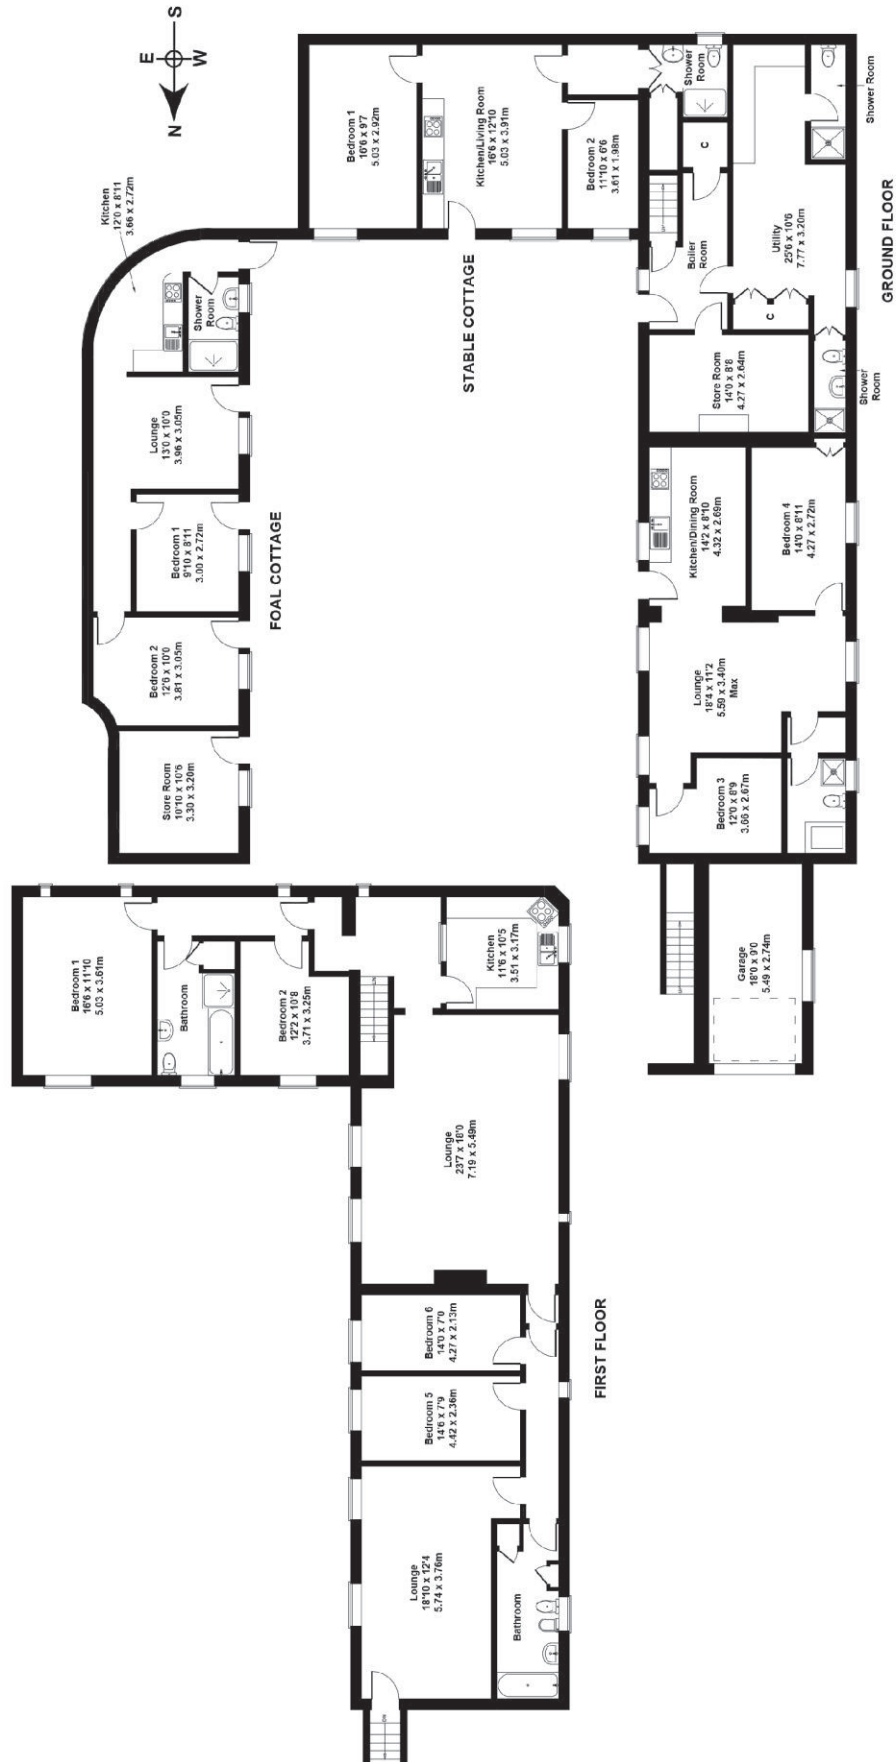 S
E
W
N
Kitchen
12'0 x 8'11
3.66 x 2.72m
Shower
Room
Lounge
13'0 x 10'0
3.96 x 3.05m
Bedroom 1
9'10 x 8'11
3.00 x 2.72m
Bedroom 2
12'6 x 10'0
3.81 x 3.05m
Store Room
10'10 x 10'6
3.30 x 3.20m
FOAL COTTAGE
Bedroom 1
16'6 x 9'7
5.03 x 2.92m
Kitchen/Living Room
16'6 x 12'10
5.03 x 3.91m
Bedroom 2
11'10 x 6'6
3.61 x 1.98m
STABLE COTTAGE
Shower
Room
C
Boiler
Room
UP
Shower Room
Utility
25'6 x 10'6
7.77 x 3.20m
C
Store Room
14'0 x 8'8
4.27 x 2.64m
Shower
Room
Kitchen/Dining Room
14'2 x 8'10
4.32 x 2.69m
Bedroom 4
14'0 x 8'11
4.27 x 2.72m
Lounge
18'4 x 11'2
5.59 x 3.40m
Max
Bedroom 3
12'0 x 8'9
3.66 x 2.67m
UP
Garage
18'0 x 9'0
5.49 x 2.74m
GROUND FLOOR
Bedroom 1
16'6 x 11'10
5.03 x 3.61m
Bathroom
Bedroom 2
12'2 x 10'8
3.71 x 3.25m
Kitchen
11'6 x 10'5
3.51 x 3.17m
Lounge
23'7 x 18'0
7.19 x 5.49m
Bedroom 6
14'0 x 7'0
4.27 x 2.13m
Bedroom 5
14'6 x 7'9
4.42 x 2.36m
Lounge
18'10 x 12'4
5.74 x 3.76m
Bathroom
DN
FIRST FLOOR